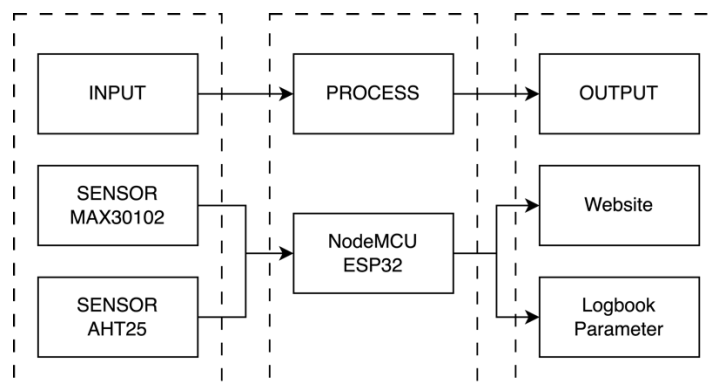 INPUT
PROCESS
OUTPUT
SENSOR
MAX30102
NodeMCU
ESP32
Website
SENSOR
AHT25
Logbook
Parameter